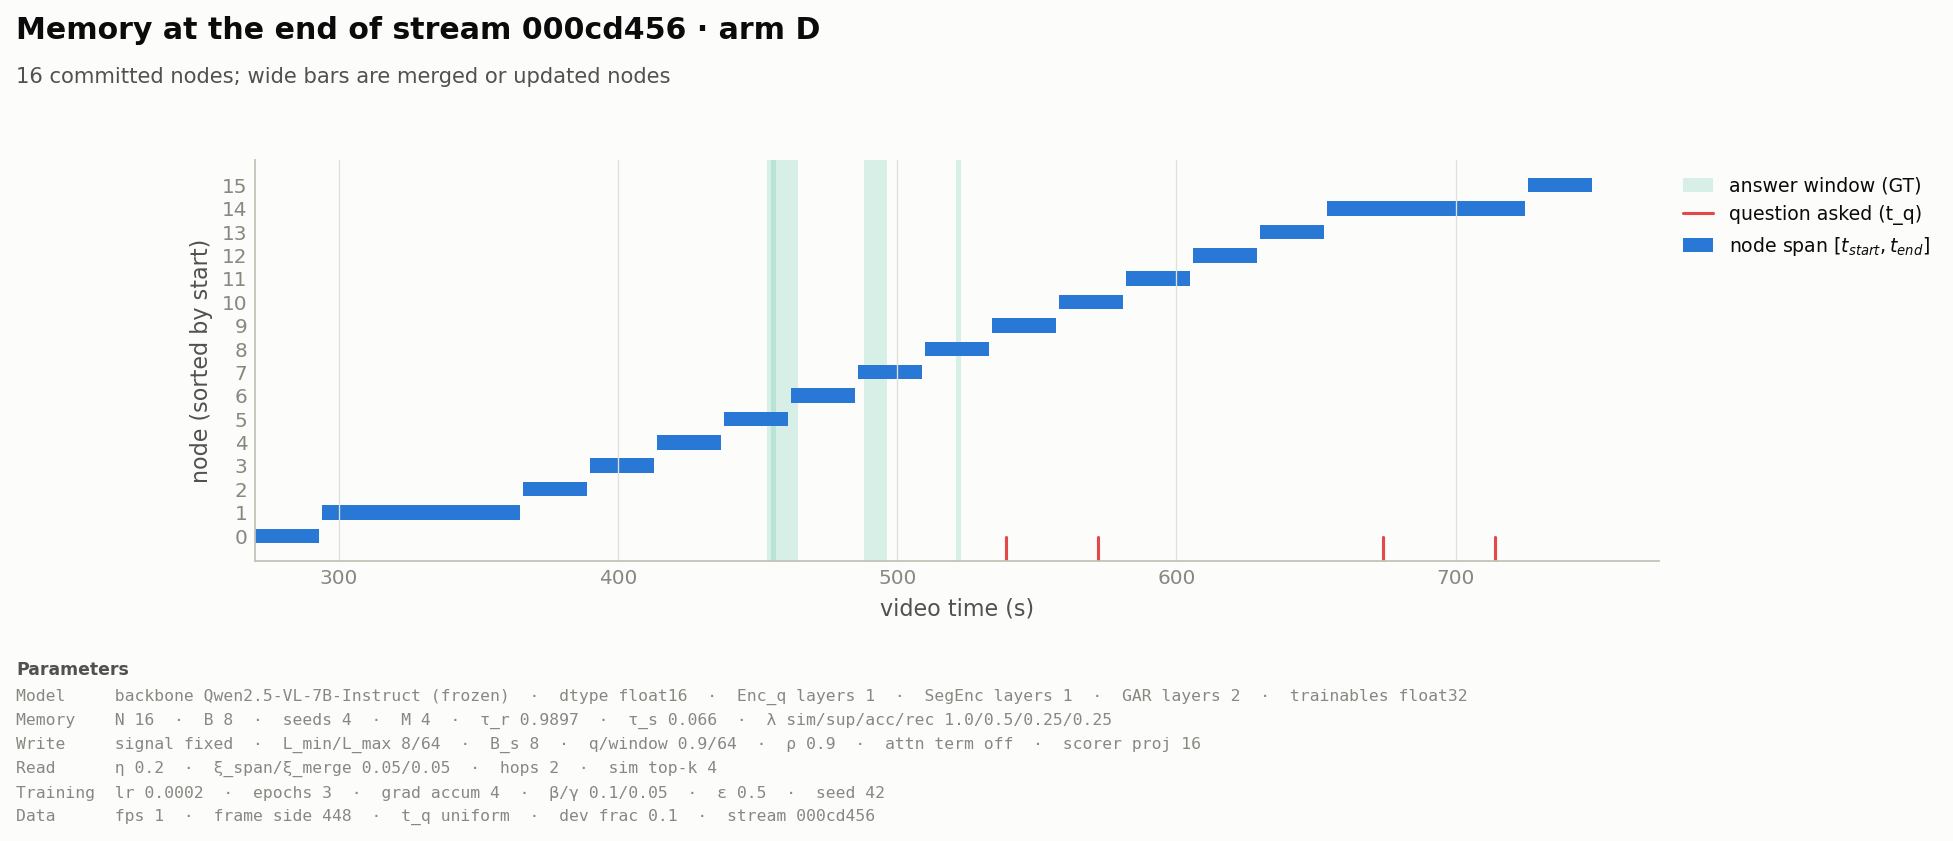 Memory at the end of stream 000cd456 · arm D
16 committed nodes; wide bars are merged or updated nodes
node (sorted by start)
15
14
13
12
11
10
9
8
7
6
5
4
3
2
1
0
300 400 500 600 700
video time (s)
answer window (GT)
question asked (t_q)
node span [t_start, t_end]
Parameters
Model backbone Qwen2.5-VL-7B-Instruct (frozen) · dtype float16 · Enc_q layers 1 · SegEnc layers 1 · GAR layers 2 · trainables float32
Memory N 16 · B 8 · seeds 4 · M 4 · τ_r 0.9897 · τ_s 0.066 · λ sim/sup/acc/rec 1.0/0.5/0.25/0.25
Write signal fixed · L_min/L_max 8/64 · B_s 8 · q/window 0.9/64 · ρ 0.9 · attn term off · scorer proj 16
Read η 0.2 · ξ_span/ξ_merge 0.05/0.05 · hops 2 · sim top-k 4
Training lr 0.0002 · epochs 3 · grad accum 4 · β/γ 0.1/0.05 · ε 0.5 · seed 42
Data fps 1 · frame side 448 · t_q uniform · dev frac 0.1 · stream 000cd456